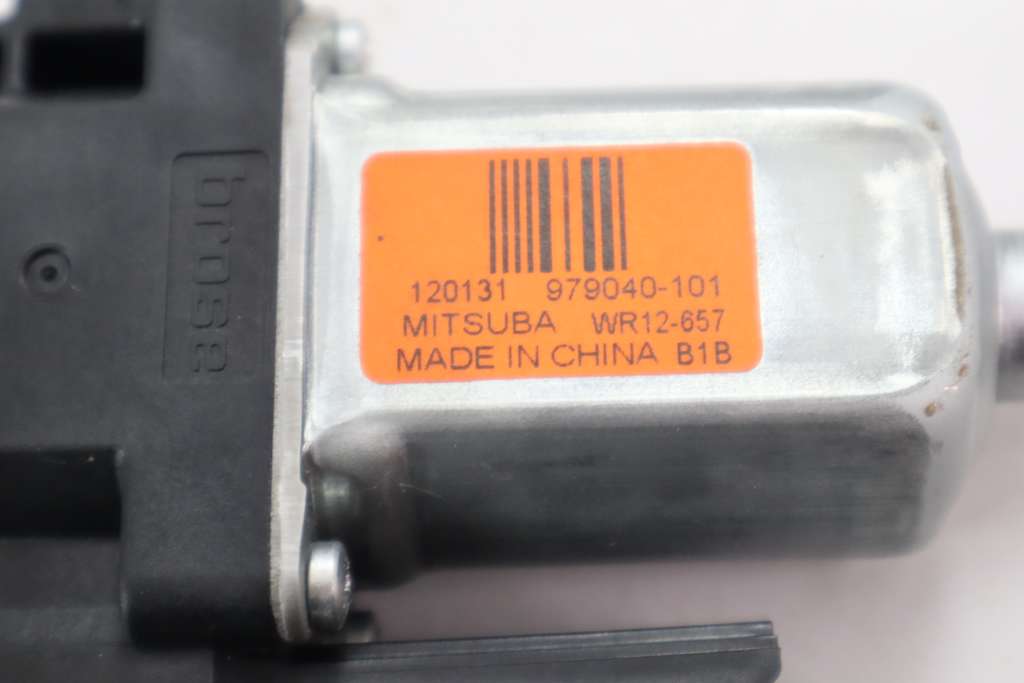 brose
120131 979040-101
MITSUBA WR12-657
MADE IN CHINA B1B